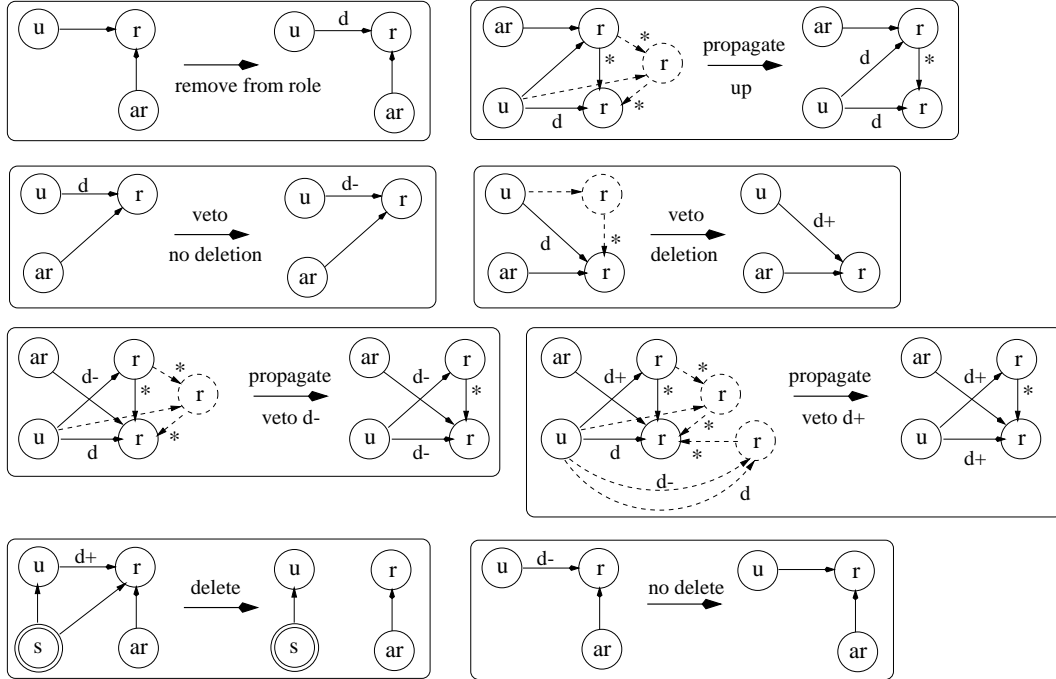 u r u d r
remove from role
ar ar
ar r * r * * propagate up ar r d *
u d r u d r
u d r u d- r
veto
no deletion
ar ar
u r * d veto deletion u d+
ar r ar r
ar r d- * * r * propagate veto d- ar r d- *
u d r u d- r
ar r d+ * * r * propagate veto d+ ar r d+ *
u d r * r u d+ r
d- d
u d+ r u r
delete
s ar s ar
u d- r u r
no delete
ar ar